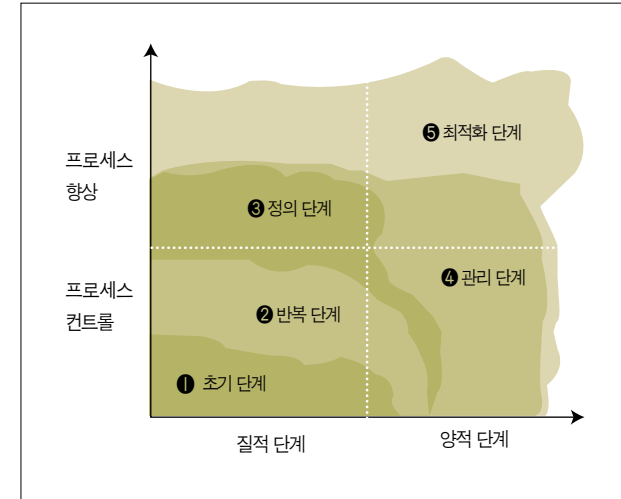 ❺ 최적화 단계
프로세스
향상
❸ 정의 단계
❹ 관리 단계
프로세스
컨트롤
❷ 반복 단계
❶ 초기 단계
질적 단계
양적 단계